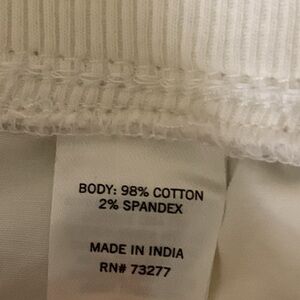 BODY: 98% COTTON
2% SPANDEX
MADE IN INDIA
RN# 73277